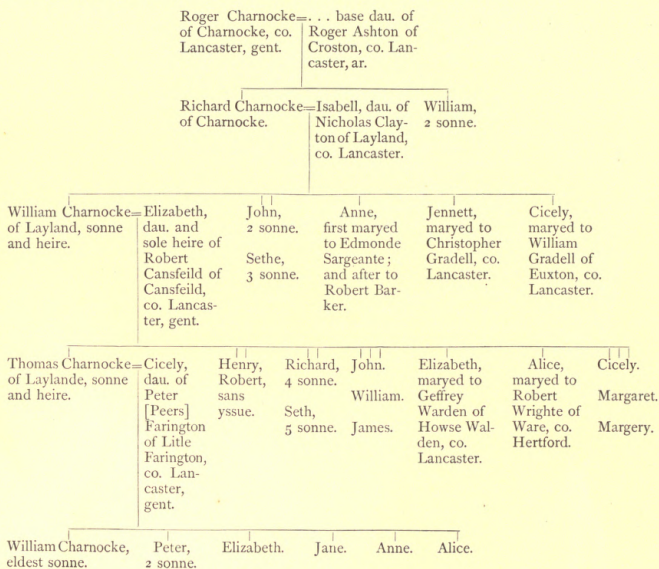 Roger Charnocke=. . . base dau. of
of Charnocke, co. Roger Ashton of
Lancaster, gent. Croston, co. Lan-
caster, ar.
Richard Charnocke=Isabell, dau. of William,
of Charnocke. Nicholas Clay- 2 sonne.
ton of Layland,
co. Lancaster.
William Charnocke=Elizabeth, John, Anne, Jennett, Cicely,
of Layland, sonne dau. and 2 sonne. first maryed maryed to maryed to
and heire. sole heire of to Edmonde Christopher William
Robert Sethe, Sargeante; Gradell, co. Gradell of
Cansfeild of 3 sonne. and after to Lancaster. Euxton, co.
Cansfeild, Robert Bar- Lancaster.
co. Lancas- ker.
ter, gent.
Thomas Charnocke=Cicely, Henry, Richard, John. Elizabeth, Alice, Cicely.
of Laylande, sonne dau. of Robert, 4 sonne. maryed to maryed to
and heire. Peter sans William. Geffrey Robert Margaret.
[Peers] yssue. Seth, Warden of Wrighte of
Farington 5 sonne. James. Howse Wal- Ware, co. Margery.
of Litle den, co. Hertford.
Farington, Lancaster.
co. Lan-
caster,
gent.
William Charnocke, Peter, Elizabeth. Jane. Anne. Alice.
eldest sonne. 2 sonne.